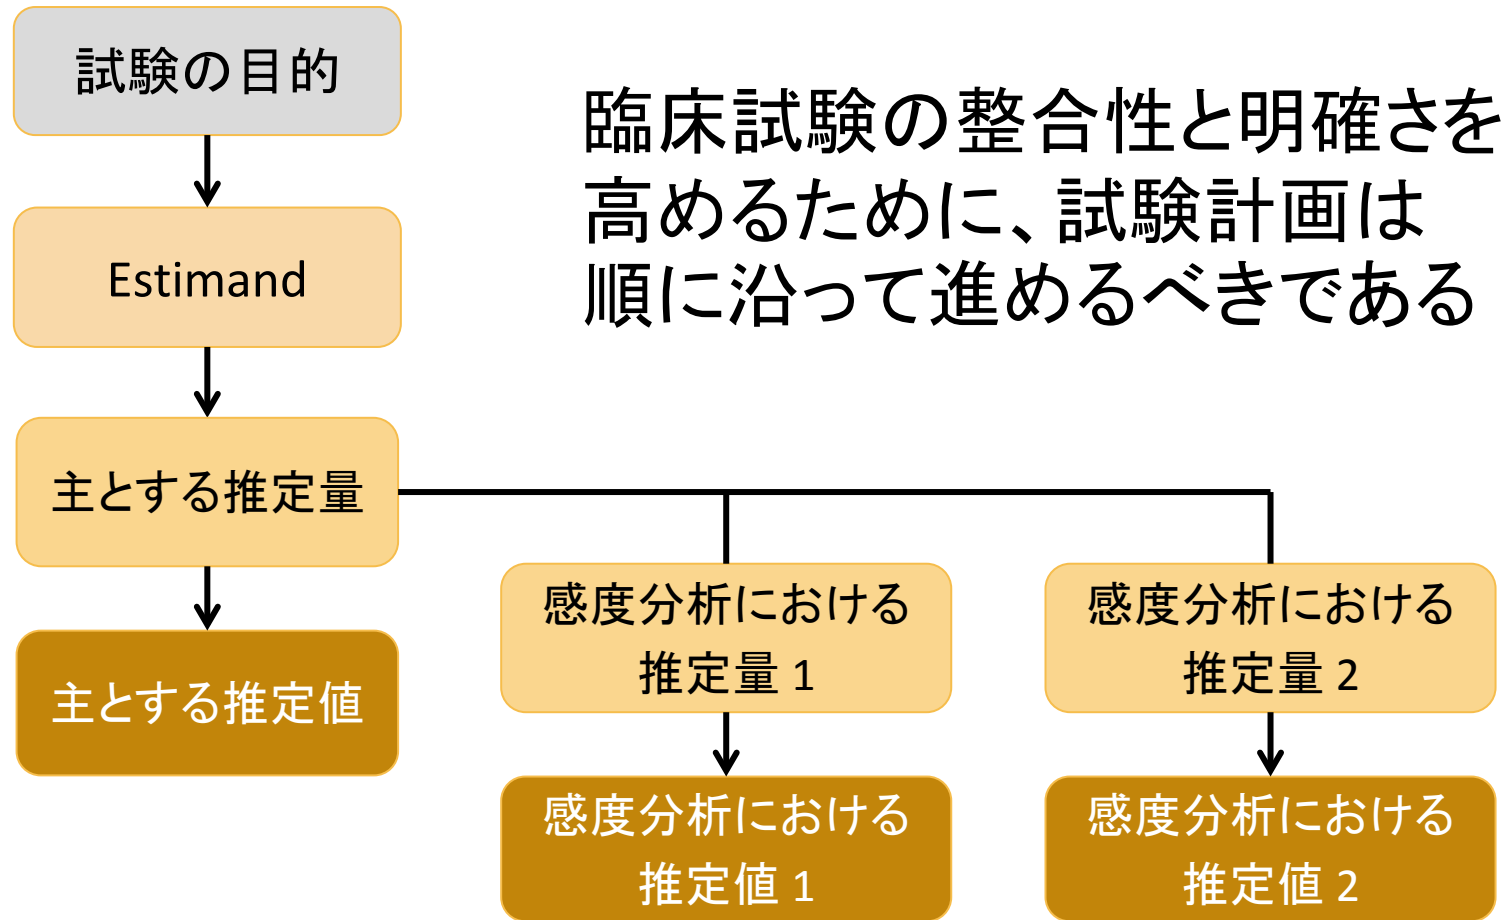 試験の目的
臨床試験の整合性と明確さを
高めるために、試験計画は
順に沿って進めるべきである
Estimand
主とする推定量
感度分析における
推定量 1
感度分析における
推定量 2
主とする推定値
感度分析における
推定値 1
感度分析における
推定値 2